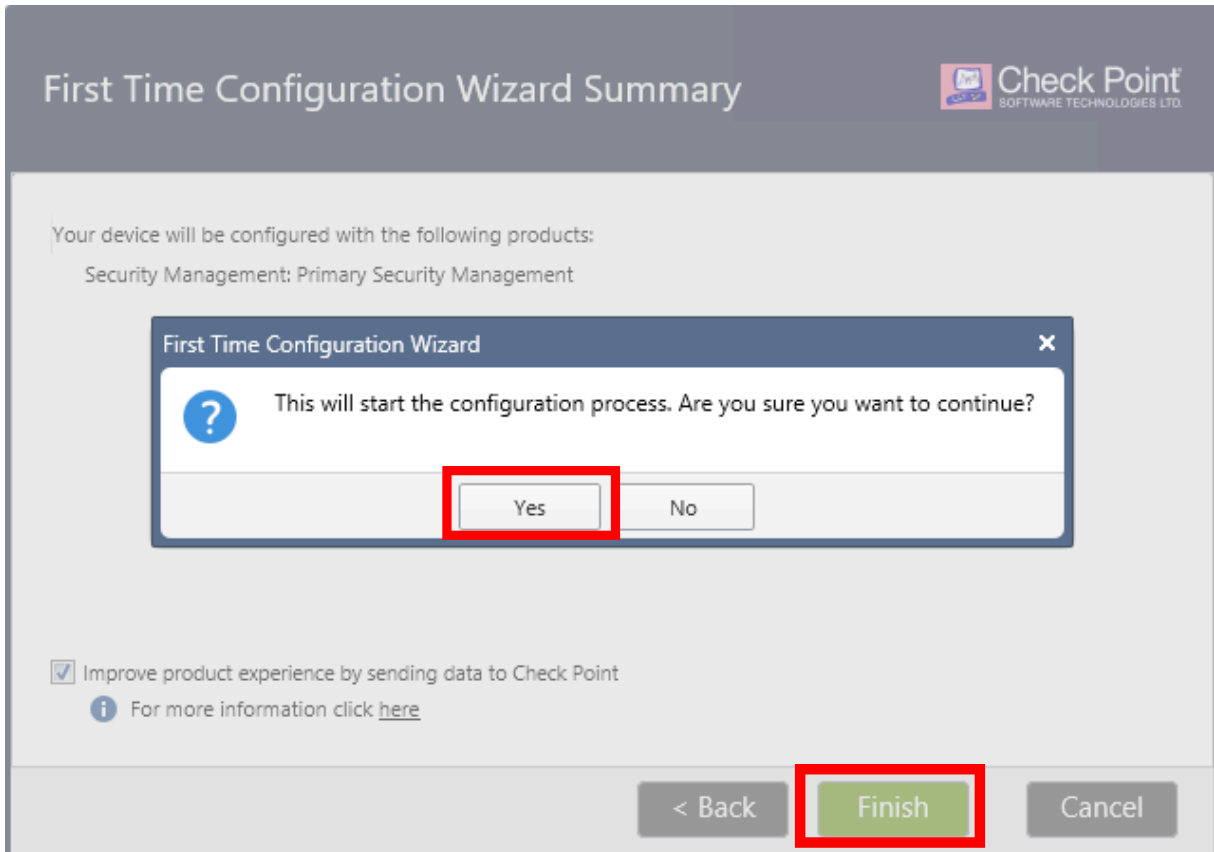 First Time Configuration Wizard Summary
Check Point
SOFTWARE TECHNOLOGIES LTD.
Your device will be configured with the following products:
Security Management: Primary Security Management
First Time Configuration Wizard
This will start the configuration process. Are you sure you want to continue?
Yes No
Improve product experience by sending data to Check Point
For more information click here
< Back Finish Cancel